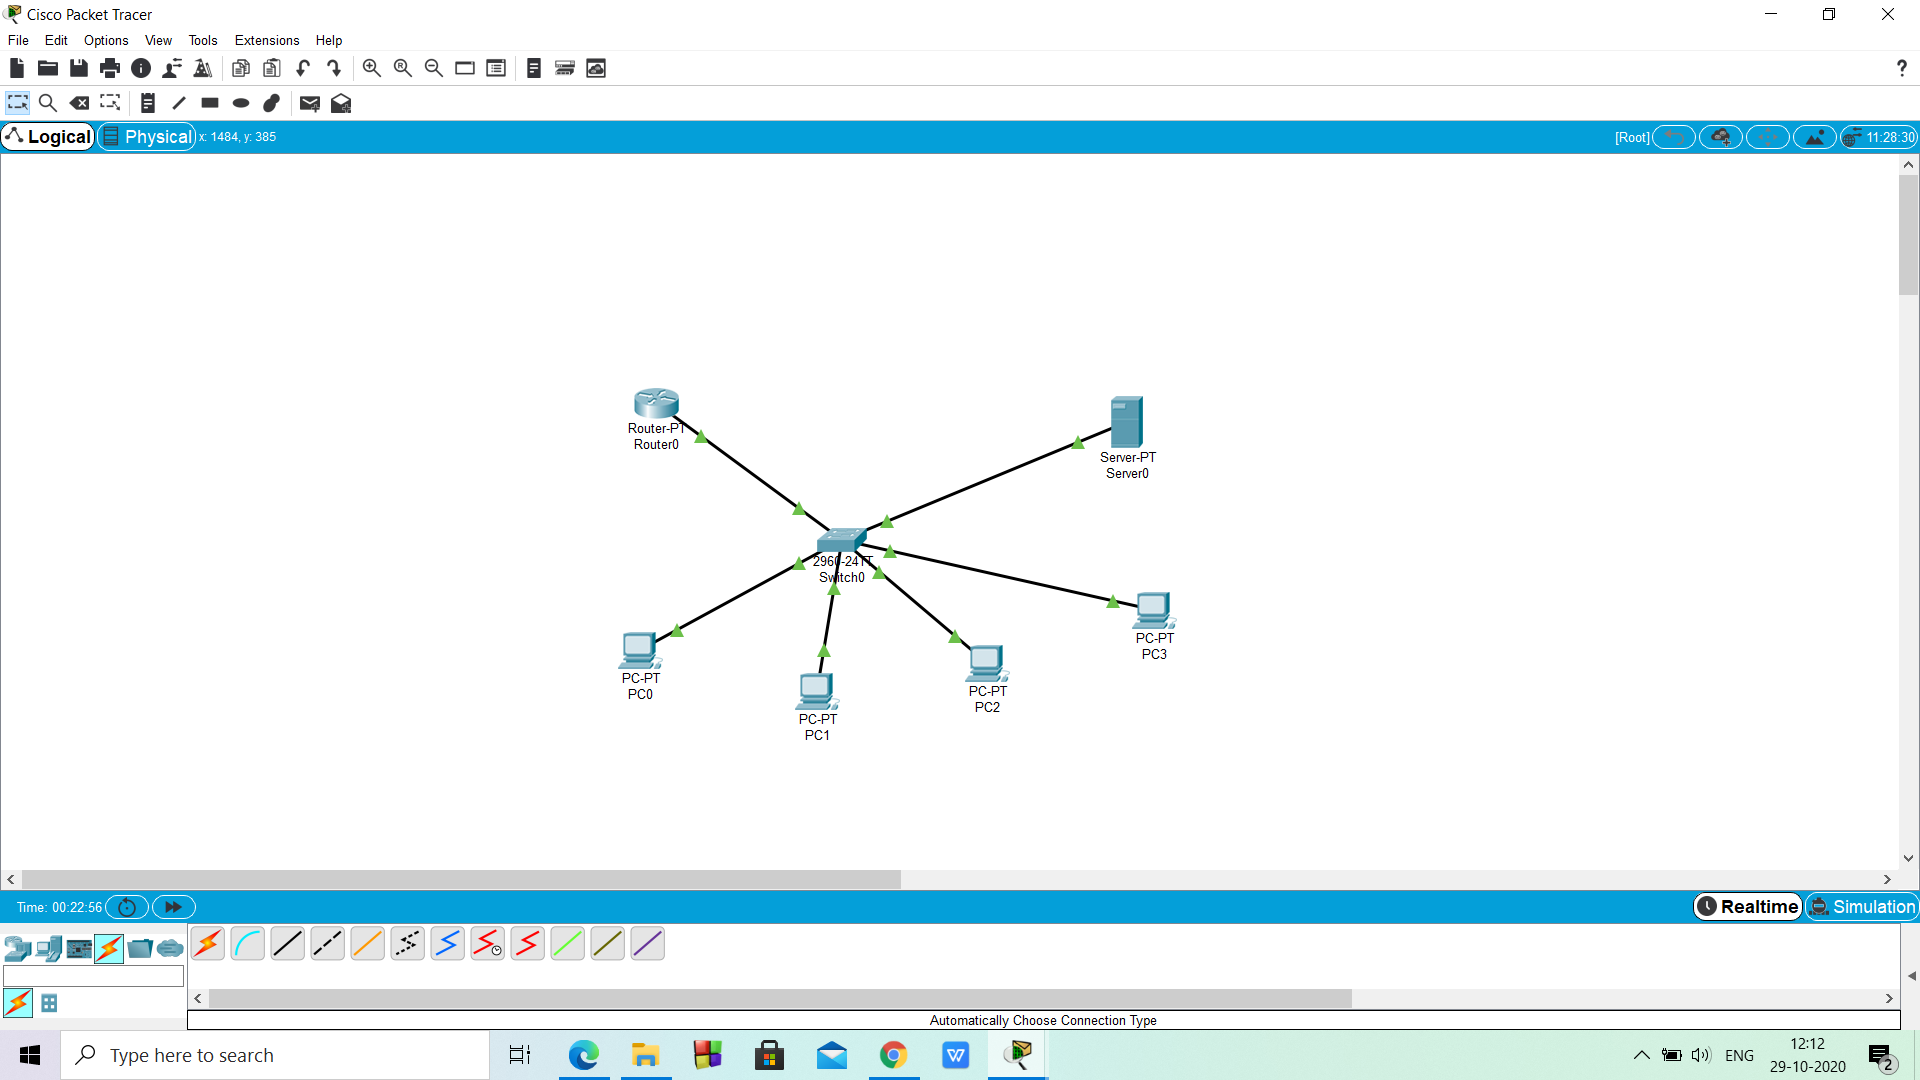 Cisco Packet Tracer
File Edit Options View Tools Extensions Help
?
Logical Physical x: 1484, y: 385 [Root] 11:28:30
Router-PT
Router0
Server-PT
Server0
2960-24TT
Switch0
PC-PT
PC3
PC-PT
PC0
PC-PT
PC2
PC-PT
PC1
Time: 00:22:56 Realtime Simulation
Automatically Choose Connection Type
Type here to search
ENG
12:12
29-10-2020
2